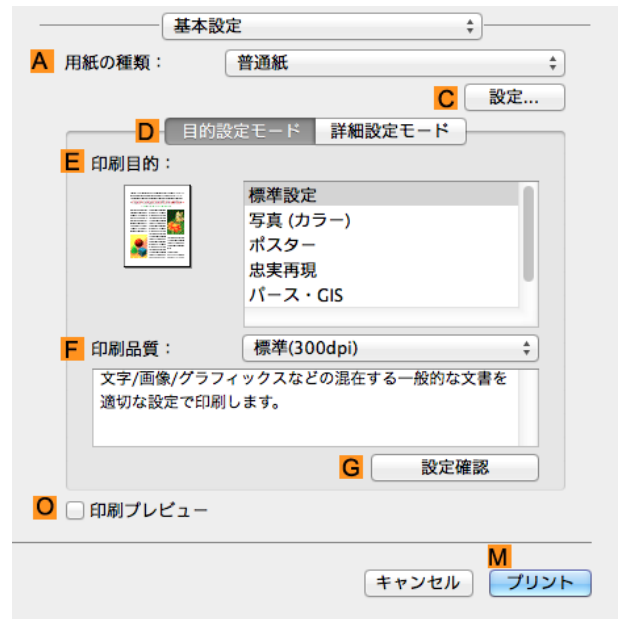 基本設定
A 用紙の種類： 普通紙
C 設定...
D 目的設定モード 詳細設定モード
E 印刷目的：
標準設定
写真 (カラー)
ポスター
忠実再現
パース・GIS
F 印刷品質： 標準(300dpi)
文字/画像/グラフィックスなどの混在する一般的な文書を
適切な設定で印刷します。
G 設定確認
O 印刷プレビュー
M
キャンセル プリント